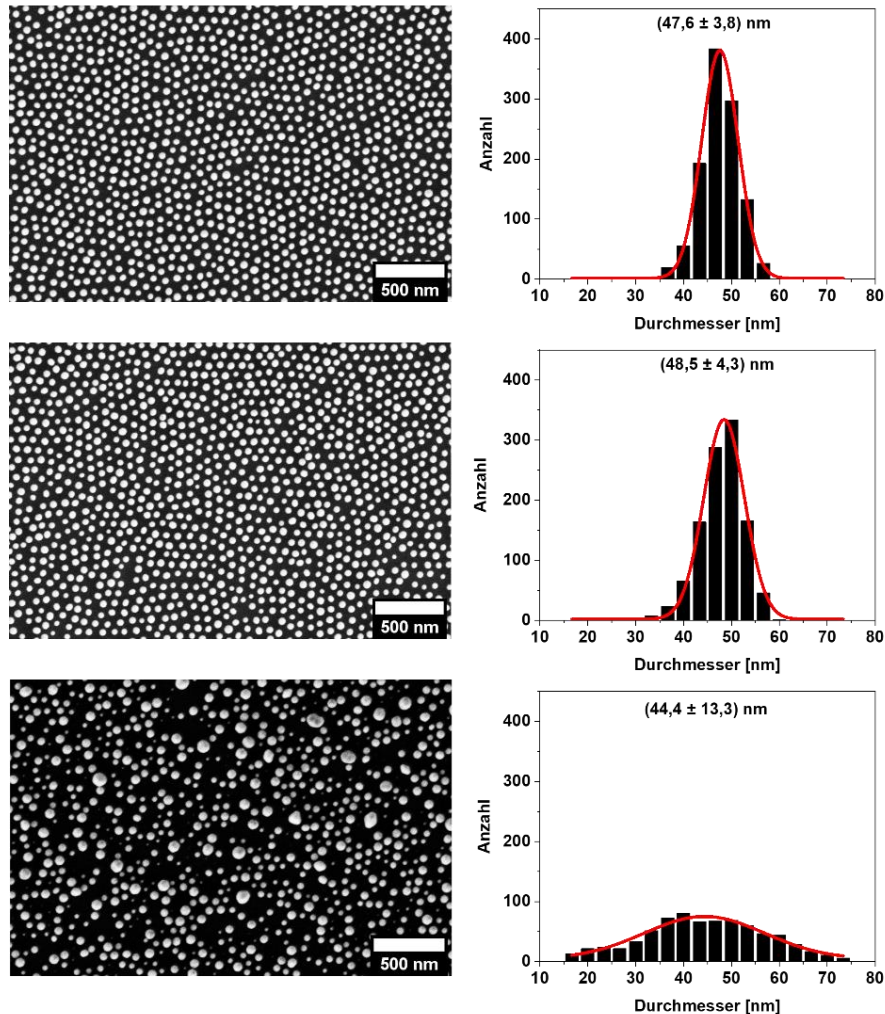 500 nm
(47,6 ± 3,8) nm
400
300
200
100
0
Anzahl
10 20 30 40 50 60 70 80
Durchmesser [nm]
500 nm
(48,5 ± 4,3) nm
400
300
200
100
0
Anzahl
10 20 30 40 50 60 70 80
Durchmesser [nm]
500 nm
(44,4 ± 13,3) nm
400
300
200
100
0
Anzahl
10 20 30 40 50 60 70 80
Durchmesser [nm]